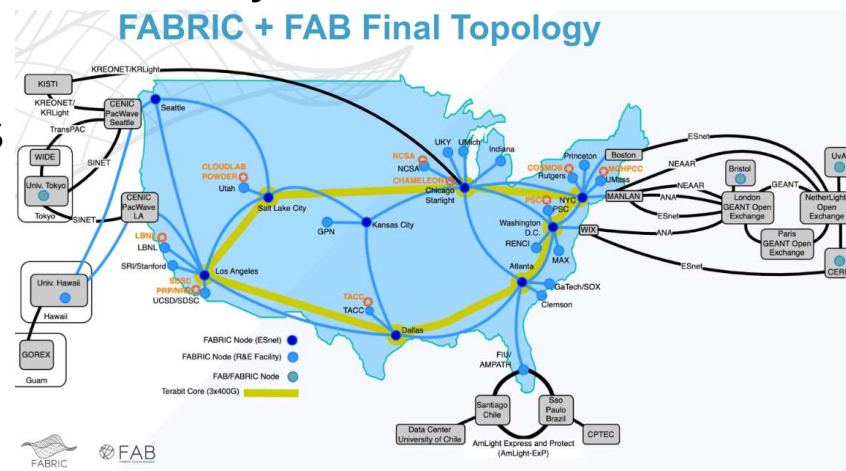 FABRIC + FAB Final Topology
KREONET/KRLight
KISTI
KREONET/
KRLight
CENIC
PacWave
Seattle
Seattle
TransPAC
WIDE
SINET
Univ. Tokyo
Tokyo
SINET
CENIC
PacWave
LA
CLOUDLAB
POWDER
Utah
Salt Lake City
LBNL
LBNL
SRI/Stanford
SDSC
UCSD/SDSC
Los Angeles
Univ. Hawaii
Hawaii
GOREX
Guam
GPN
Kansas City
TACC
TACC
Dallas
NCSA
NCSA
CHAMELEON
Chicago
Starlight
UKY
UMich
Indiana
COSMOS
Rutgers
Princeton
MGHPCC
UMass
NYC
PSC
PSC
Washington
D.C.
RENCI
MAX
Atlanta
GaTech/SOX
Clemson
FIU/
AMPATH
Boston
MANLAN
WIX
ESnet
NEAAR
NEAAR
ANA
ESnet
ANA
ESnet
Bristol
London
GEANT Open
Exchange
GEANT
Paris
GEANT Open
Exchange
UvA
NetherLight
Open
Exchange
CERN
Santiago
Chile
Sao
Paulo
Brazil
Data Center
University of Chile
CPTEC
AmLight Express and Protect
(AmLight-ExP)
FABRIC Node (ESnet)
FABRIC Node (R&E Facility)
FAB/FABRIC Node
Terabit Core (3x400G)
FABRIC
FAB